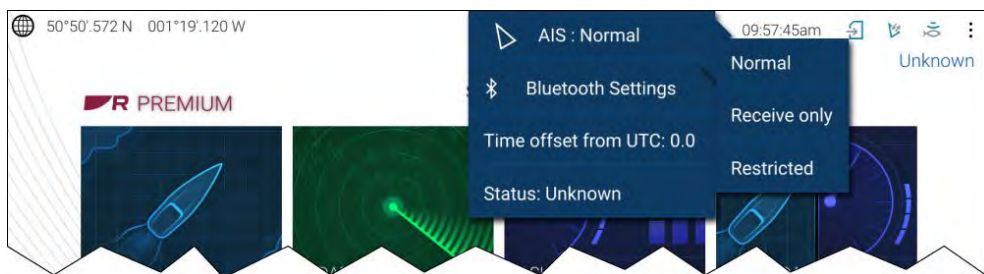 50°50'.572 N 001°19'.120 W
AIS : Normal
09:57:45am
Normal
Unknown
Bluetooth Settings
R PREMIUM
Receive only
Time offset from UTC: 0.0
Restricted
Status: Unknown